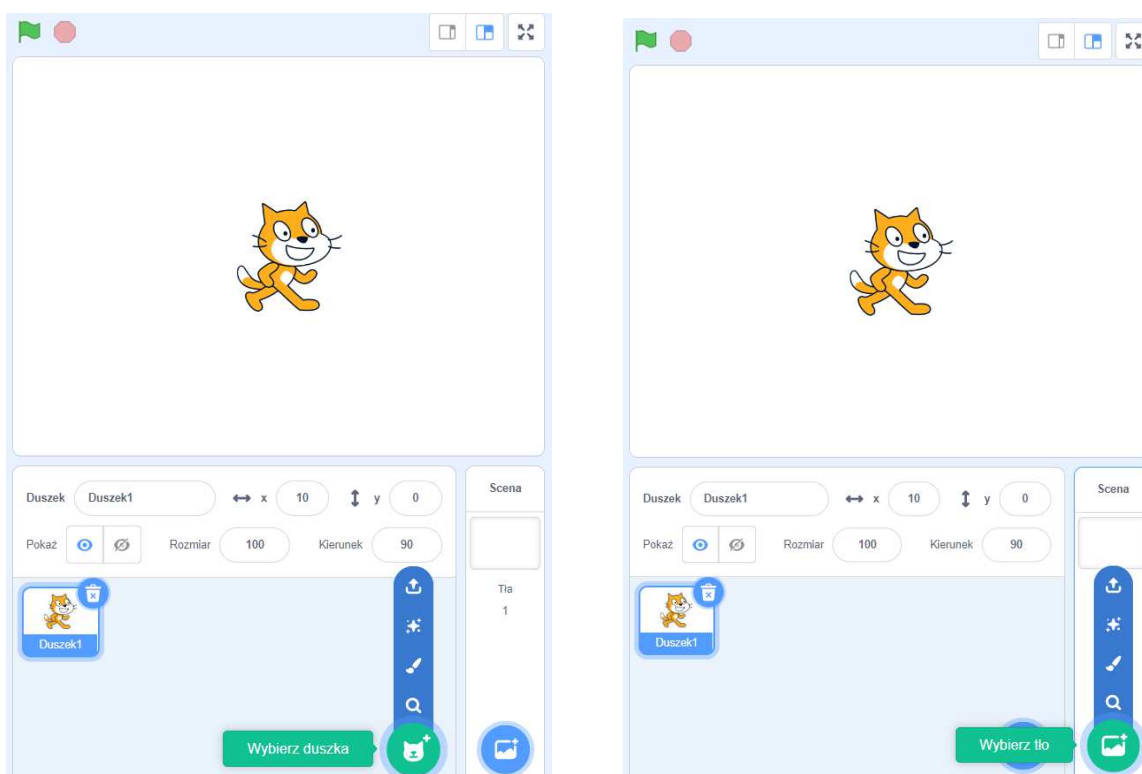 Duszek Duszek1 x 10 y 0
Pokaż Rozmiar 100 Kierunek 90
Duszek1
Wybierz duszka
Scena
Tła
1
Duszek Duszek1 x 10 y 0
Pokaż Rozmiar 100 Kierunek 90
Duszek1
Wybierz tło
Scena